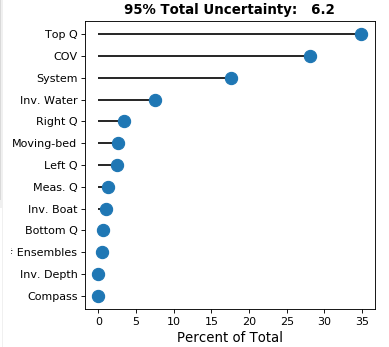 95% Total Uncertainty: 6.2
Top Q
COV
System
Inv. Water
Right Q
Moving-bed
Left Q
Meas. Q
Inv. Boat
Bottom Q
: Ensembles
Inv. Depth
Compass
0 5 10 15 20 25 30 35
Percent of Total